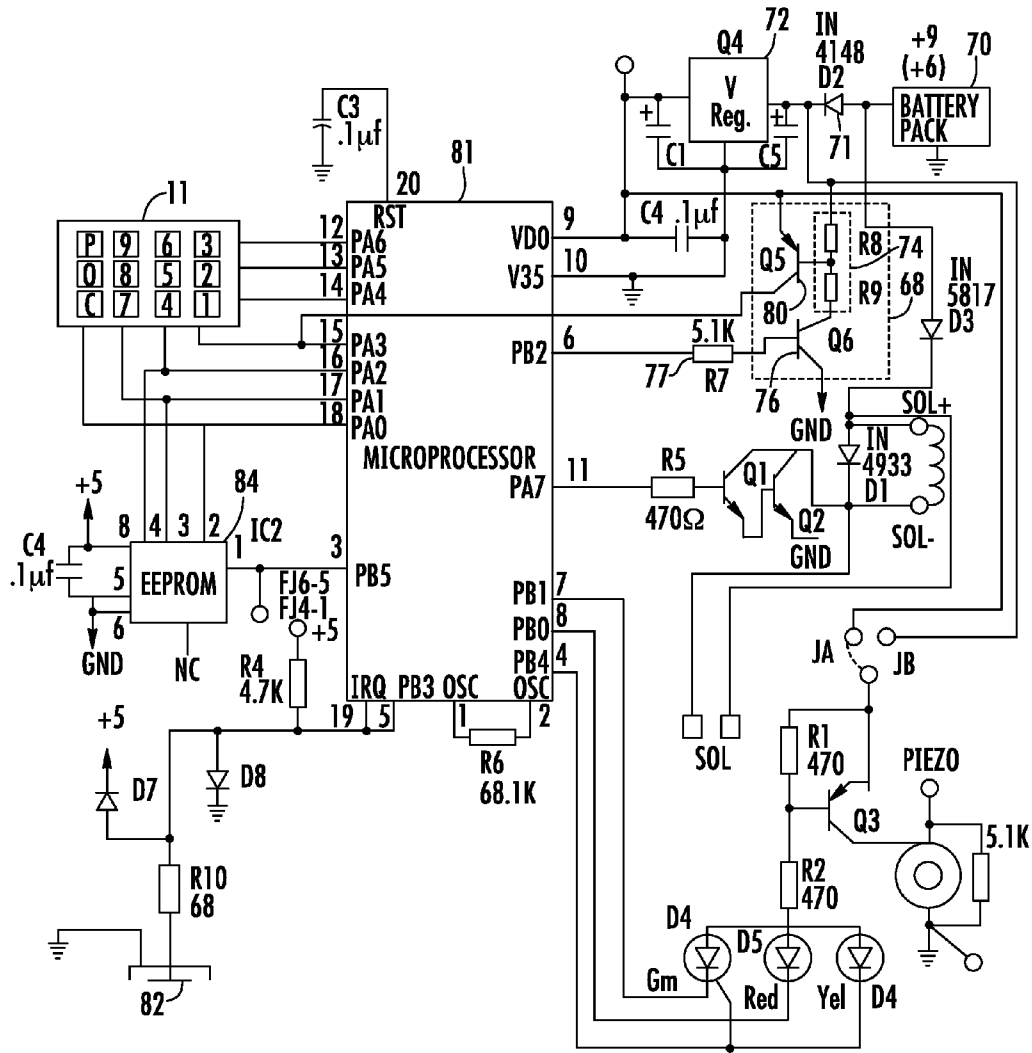 72
IN
4148
D2
+9
(+6)
70
Q4
V
Reg.
BATTERY
PACK
+
C1
+
C5
71
C3
.1µf
20
RST
81
11
P 9 6 3
0 8 5 2
C 7 4 1
12
PA6
13
PA5
14
PA4
15
PA3
16
PA2
17
PA1
18
PA0
MICROPROCESSOR
9
VD0
10
V35
C4 .1µf
6
PB2
5.1K
77
R7
Q5
80
R8
74
R9
68
Q6
76
GND
IN
5817
D3
SOL+
IN
4933
D1
SOL-
11
PA7
R5
470Ω
Q1
Q2
GND
+5
84
8 4 3 2
IC2
1
C4
.1µf
5
EEPROM
6
GND
NC
3
PB5
FJ6-5
FJ4-1
+5
R4
4.7K
7
PB1
8
PB0
4
PB4
IRQ PB3 OSC OSC
19 5 1 2
R6
68.1K
+5
D7
D8
R10
68
82
SOL
JA
JB
R1
470
PIEZO
Q3
5.1K
R2
470
D4
D5
Gm
Red
Yel
D4